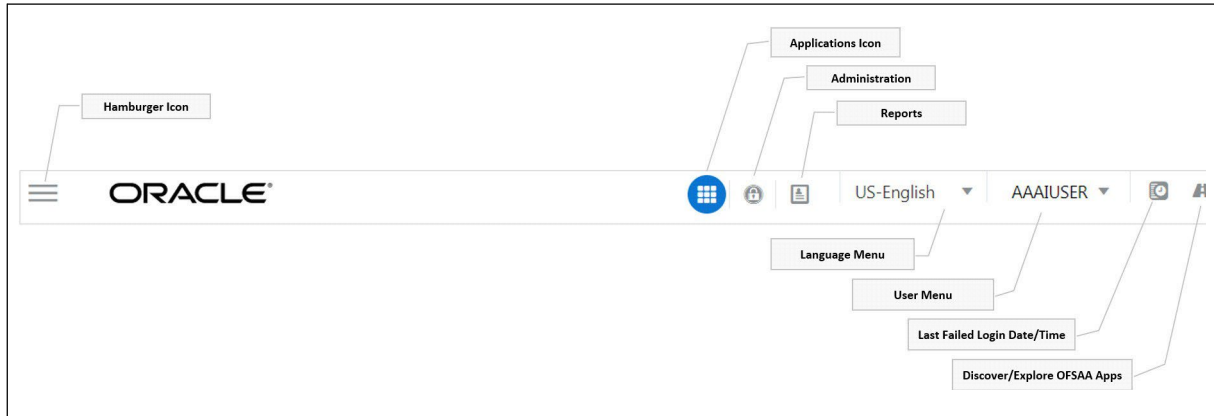 Applications Icon
Administration
Hamburger Icon
Reports
ORACLE®
US-English
AAAIUSER
Language Menu
User Menu
Last Failed Login Date/Time
Discover/Explore OFSAA Apps